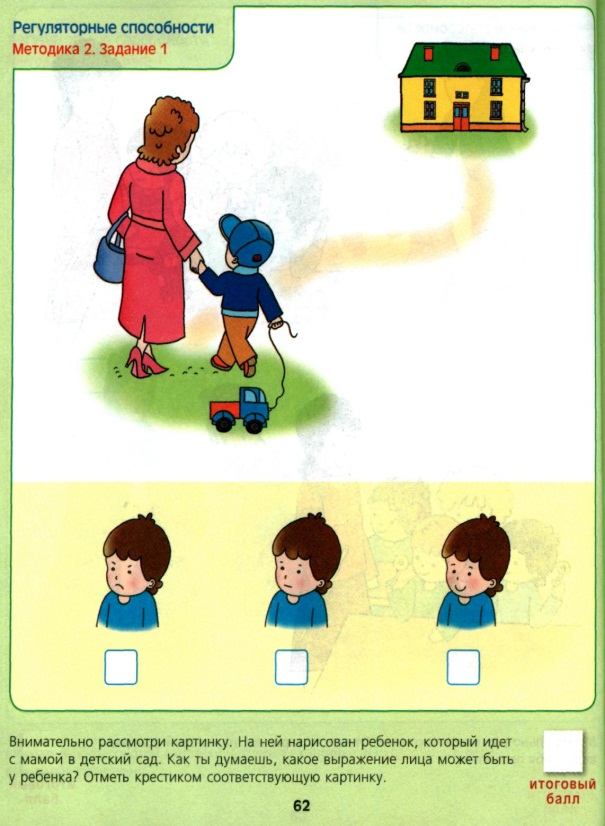 Регуляторные способности
Методика 2. Задание 1
Внимательно рассмотри картинку. На ней нарисован ребенок, который идет
с мамой в детский сад. Как ты думаешь, какое выражение лица может быть
у ребенка? Отметь крестиком соответствующую картинку.
итоговый
балл
62